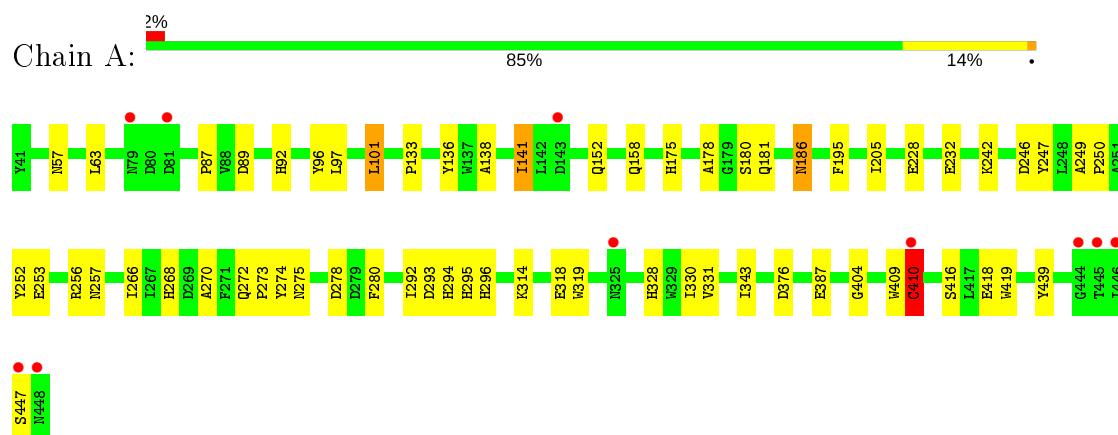 2%
Chain A:
85% 14% •
Y41 N57 L63 N79 D80 D81 P87 V88 D89 H92 Y96 L97 L101 P133 Y136 W137 A138 I141 L142 D143 Q152 Q158 H175 A178 G179 S180 Q181 N186 F195 I205 E228 E232 K242 D246 Y247 L248 A249 P250 A251
Y252 E253 R256 N257 I266 I267 H268 D269 A270 F271 Q272 P273 Y274 N275 D278 D279 F280 I292 D293 H294 H295 H296 K314 E318 W319 N325 H328 W329 I330 V331 I343 D376 E387 G404 W409 C410 S416 L417 E418 W419 Y439 G444 T445 I446
S447 N448